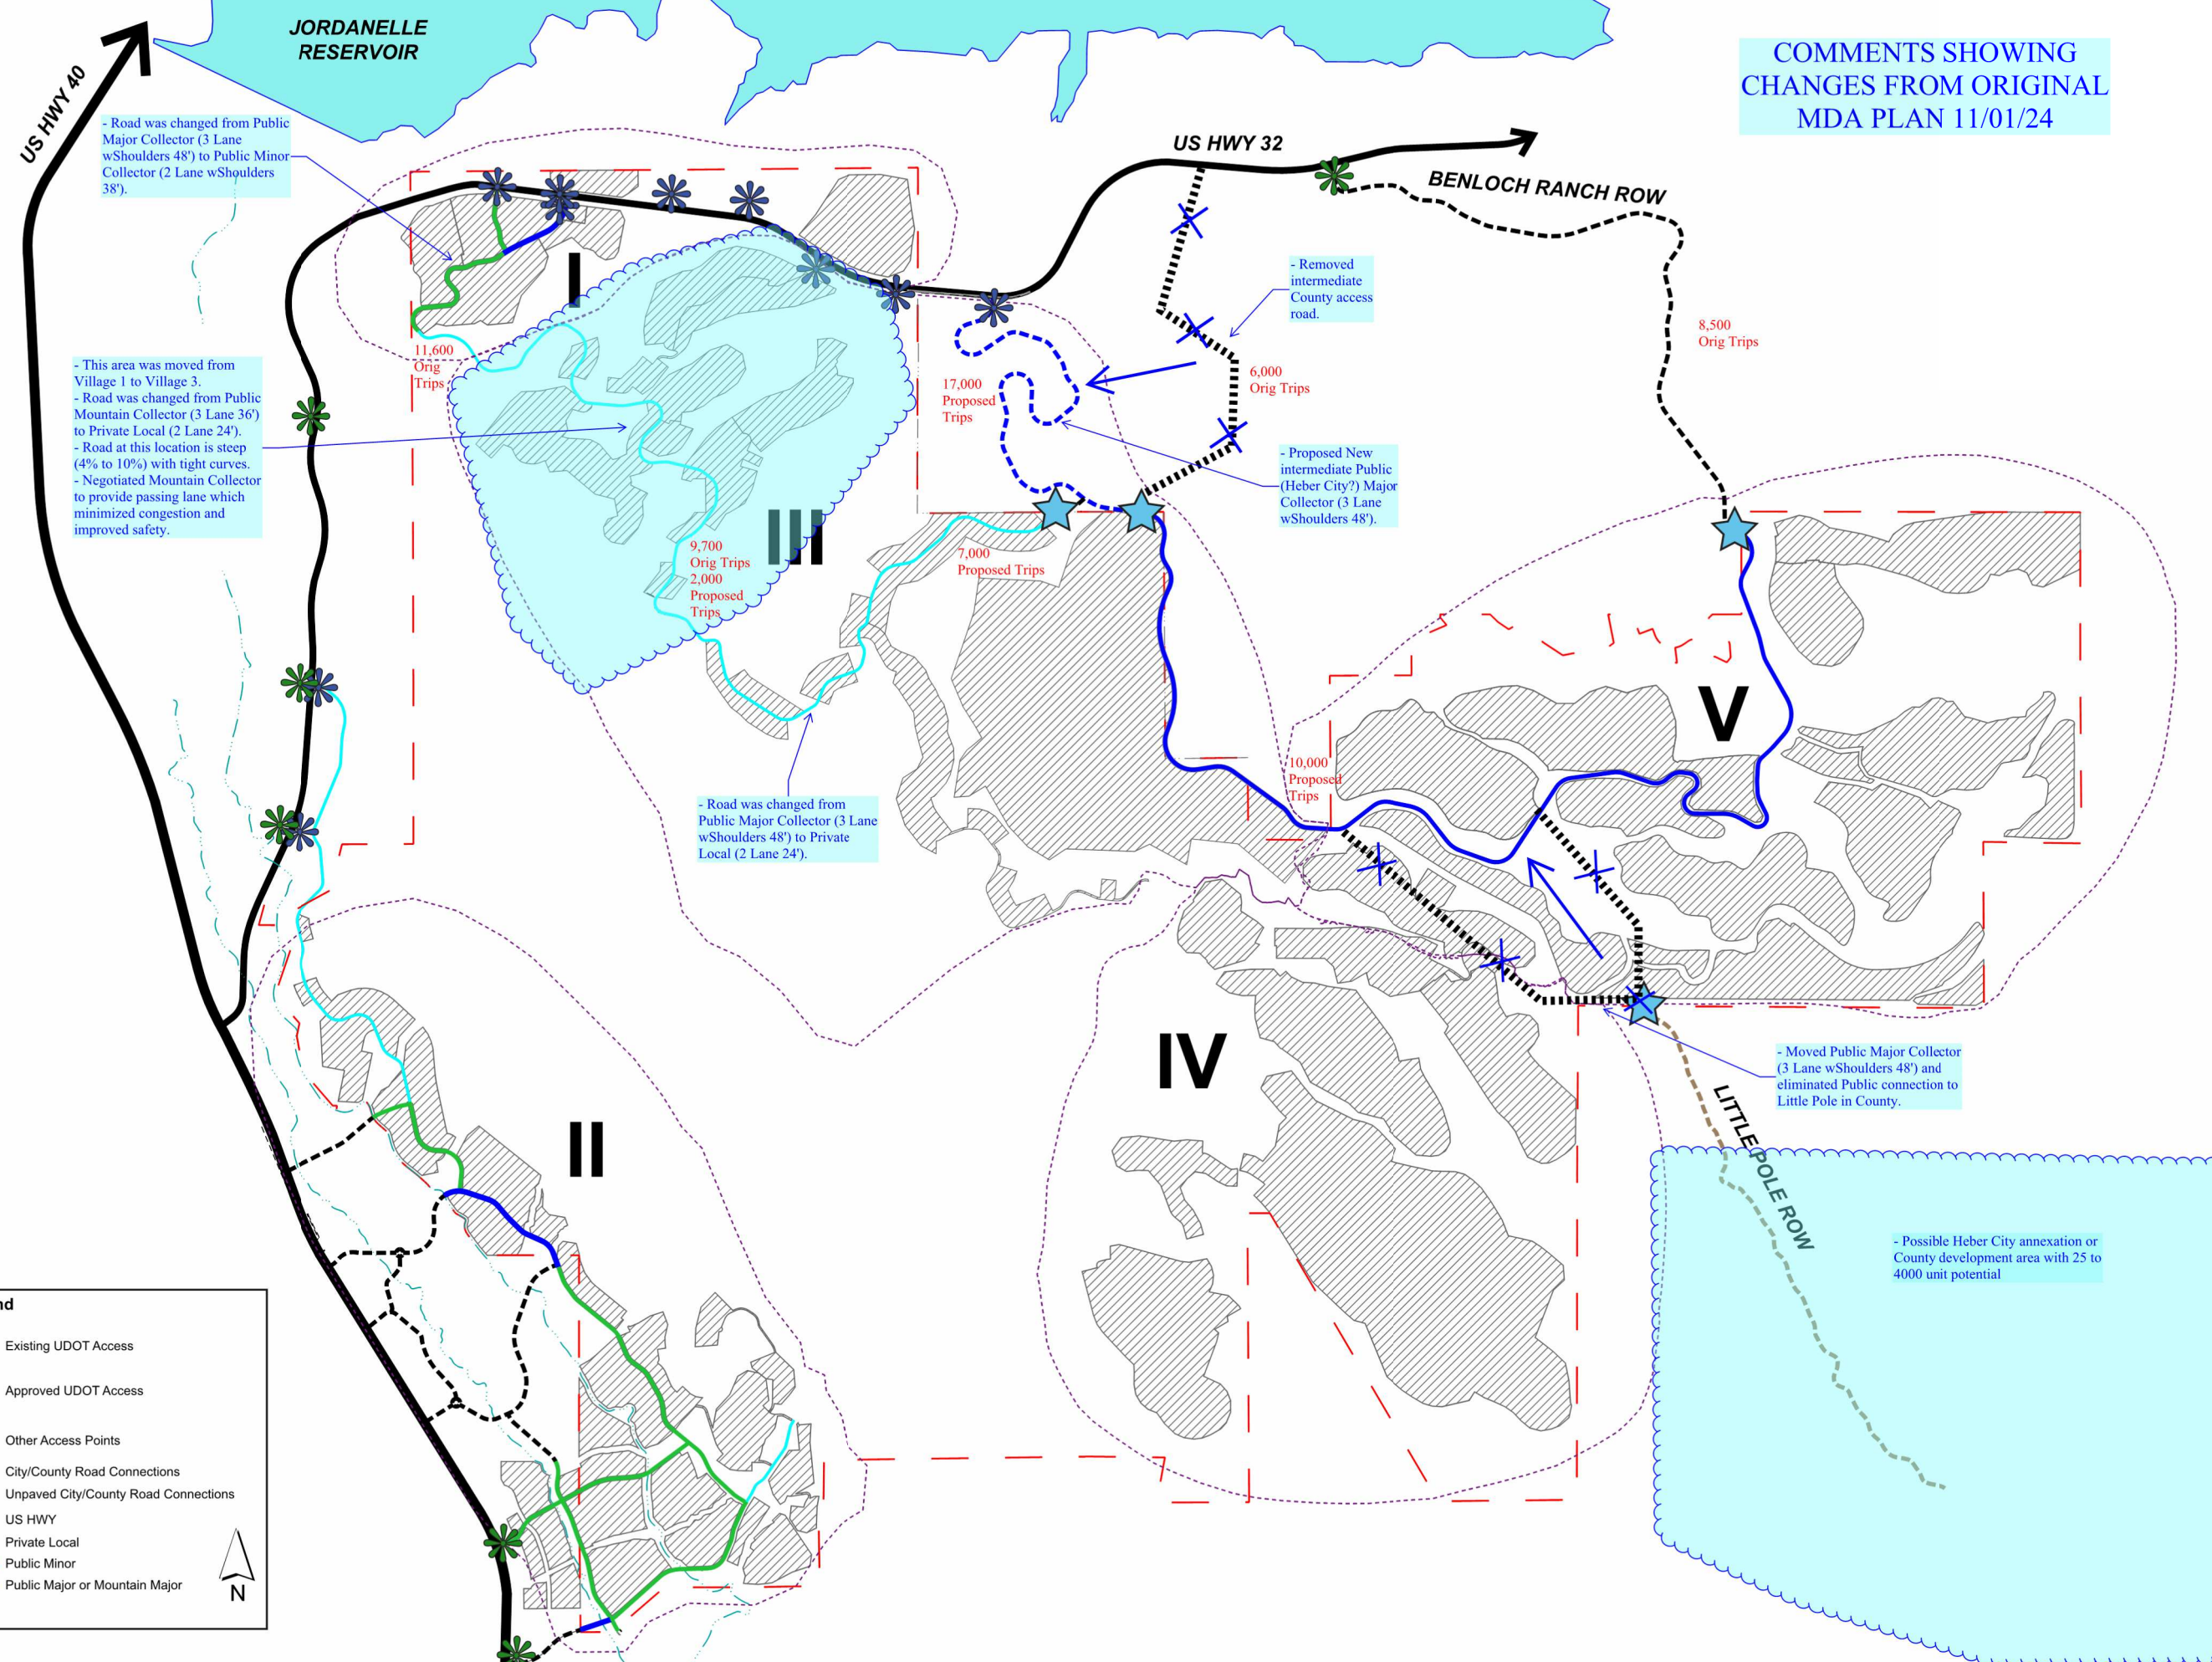 JORDANELLE
RESERVOIR
COMMENTS SHOWING
CHANGES FROM ORIGINAL
MDA PLAN 11/01/24
US HWY 40
- Road was changed from Public
Major Collector (3 Lane
wShoulders 48') to Public Minor
Collector (2 Lane wShoulders
38').
US HWY 32
BENLOCH RANCH ROW
I
- Removed
intermediate
County access
road.
8,500
Orig Trips
11,600
Orig
Trips
- This area was moved from
Village 1 to Village 3.
- Road was changed from Public
Mountain Collector (3 Lane 36')
to Private Local (2 Lane 24').
- Road at this location is steep
(4% to 10%) with tight curves.
- Negotiated Mountain Collector
to provide passing lane which
minimized congestion and
improved safety.
17,000
Proposed
Trips
6,000
Orig Trips
- Proposed New
intermediate Public
(Heber City?) Major
Collector (3 Lane
wShoulders 48').
III
9,700
Orig Trips
2,000
Proposed
Trips
7,000
Proposed Trips
V
10,000
Proposed
Trips
- Road was changed from
Public Major Collector (3 Lane
wShoulders 48') to Private
Local (2 Lane 24').
IV
- Moved Public Major Collector
(3 Lane wShoulders 48') and
eliminated Public connection to
Little Pole in County.
II
LITTLE POLE ROW
- Possible Heber City annexation or
County development area with 25 to
4000 unit potential
nd
Existing UDOT Access
Approved UDOT Access
Other Access Points
City/County Road Connections
Unpaved City/County Road Connections
US HWY
Private Local
Public Minor
Public Major or Mountain Major
N